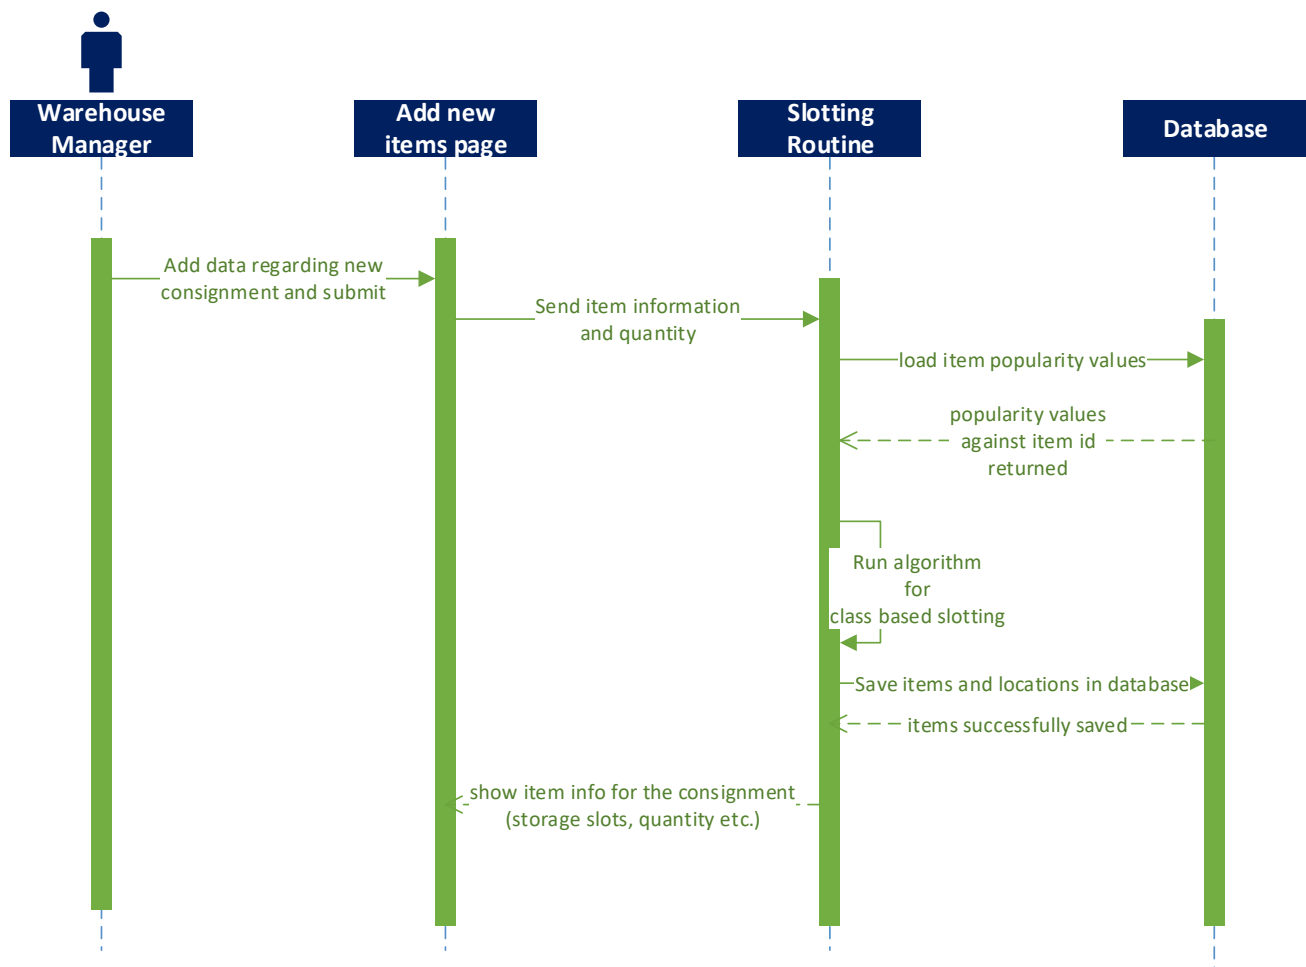 Warehouse
Manager
Add new
items page
Slotting
Routine
Database
Add data regarding new
consignment and submit
Send item information
and quantity
load item popularity values
popularity values
against item id
returned
Run algorithm
for
class based slotting
Save items and locations in database
items successfully saved
show item info for the consignment
(storage slots, quantity etc.)